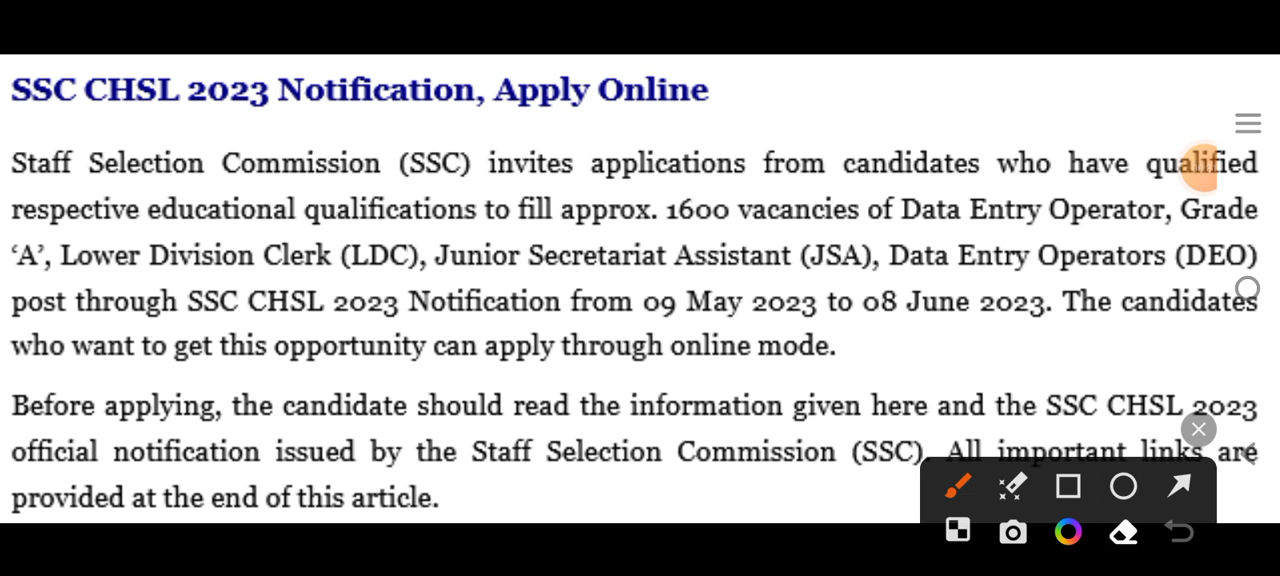 SSC CHSL 2023 Notification, Apply Online
Staff Selection Commission (SSC) invites applications from candidates who have qualified
respective educational qualifications to fill approx. 1600 vacancies of Data Entry Operator, Grade
‘A’, Lower Division Clerk (LDC), Junior Secretariat Assistant (JSA), Data Entry Operators (DEO)
post through SSC CHSL 2023 Notification from 09 May 2023 to 08 June 2023. The candidates
who want to get this opportunity can apply through online mode.
Before applying, the candidate should read the information given here and the SSC CHSL 2023
official notification issued by the Staff Selection Commission (SSC). All important links are
provided at the end of this article.